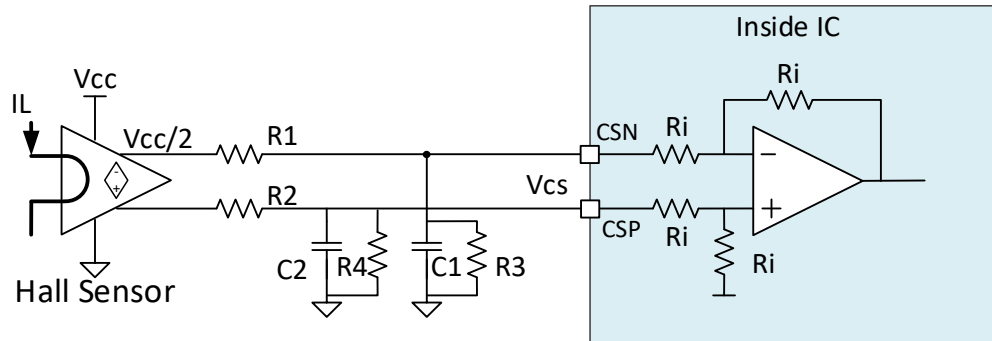 Inside IC
Vcc
IL
Vcc/2
R1
R2
CSN
Ri
Ri
Vcs
CSP
Ri
Ri
C2
R4
C1
R3
Hall Sensor